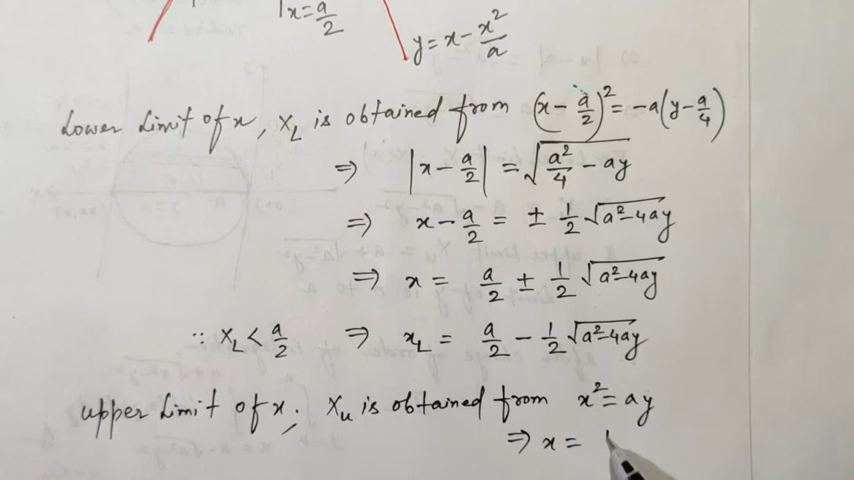 x = a/2
y = x - x²/a
Lower Limit of x, X_L is obtained from (x - a/2)² = -a(y - a/4)
⇒ |x - a/2| = √(a²/4 - ay)
⇒ x - a/2 = ± 1/2 √(a²-4ay)
⇒ x = a/2 ± 1/2 √(a²-4ay)
∵ X_L < a/2 ⇒ x_L = a/2 - 1/2 √(a²-4ay)
upper Limit of x, X_u is obtained from x² = ay
⇒ x =